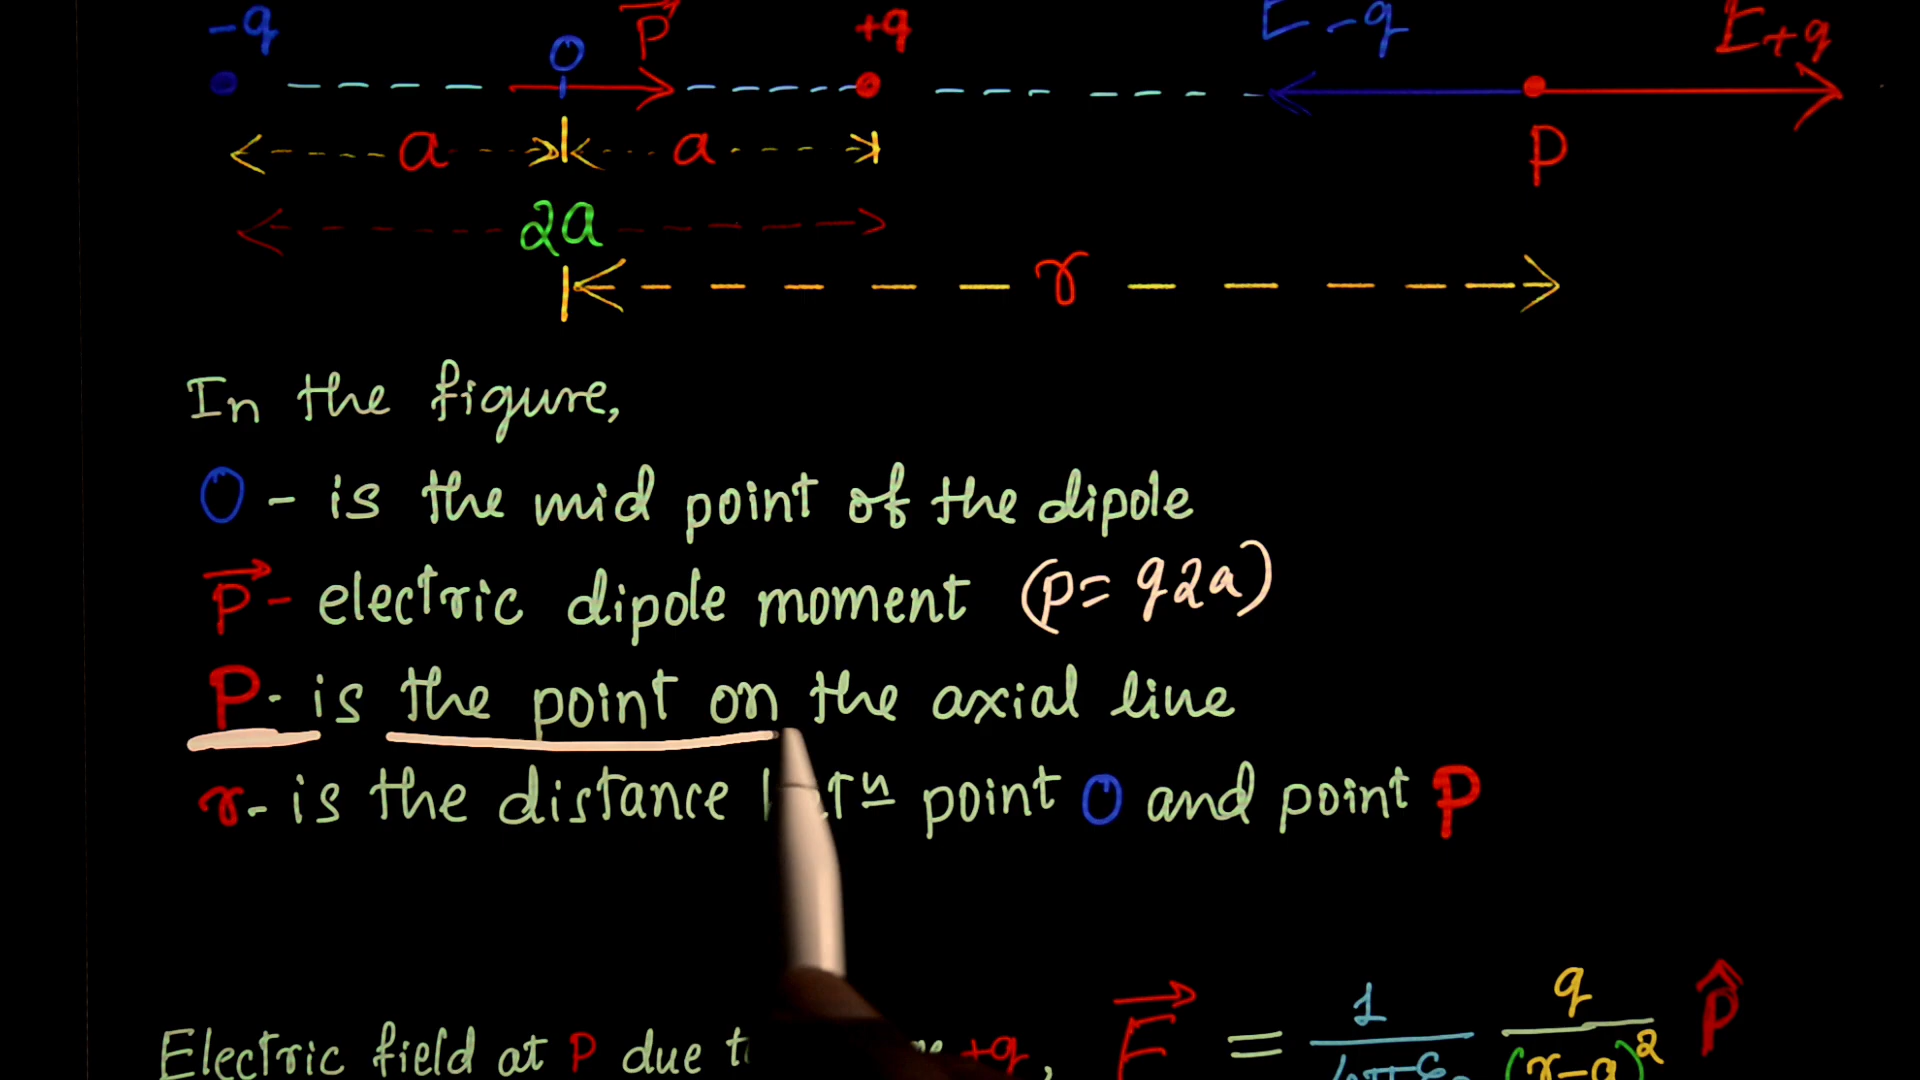 -q O P +q E-q E+q
a a P
2a
r
In the figure,
O - is the mid point of the dipole
P - electric dipole moment (p = q2a)
P - is the point on the axial line
r - is the distance point O and point P
Electric field at P due +q, E = 1 q/(r-a)² P̂